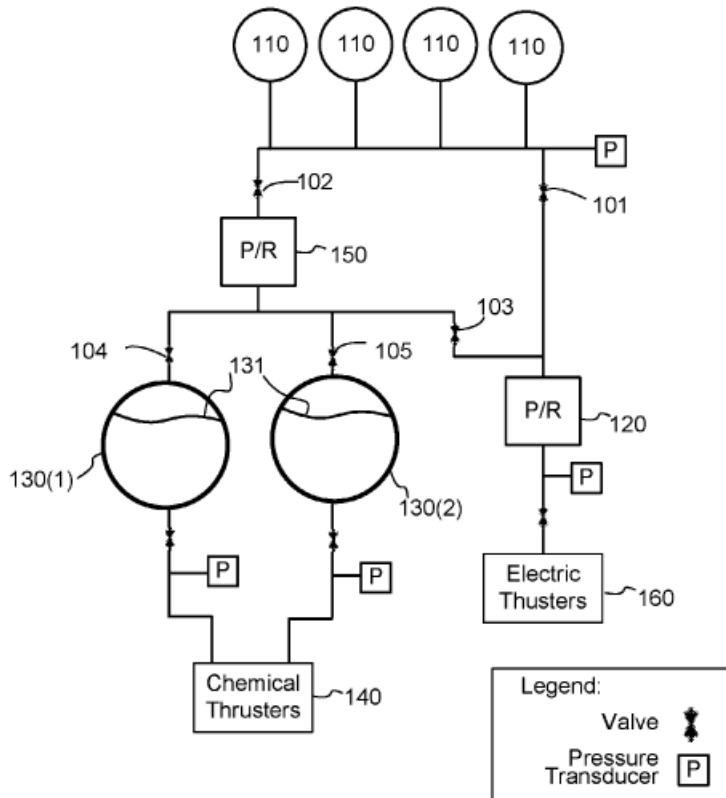 110 110 110 110
P
102
101
P/R
150
103
104
105
131
P/R
120
130(1)
130(2)
P
P
P
Electric
Thusters
160
Chemical
Thrusters
140
Legend:
Valve
Pressure
Transducer
P